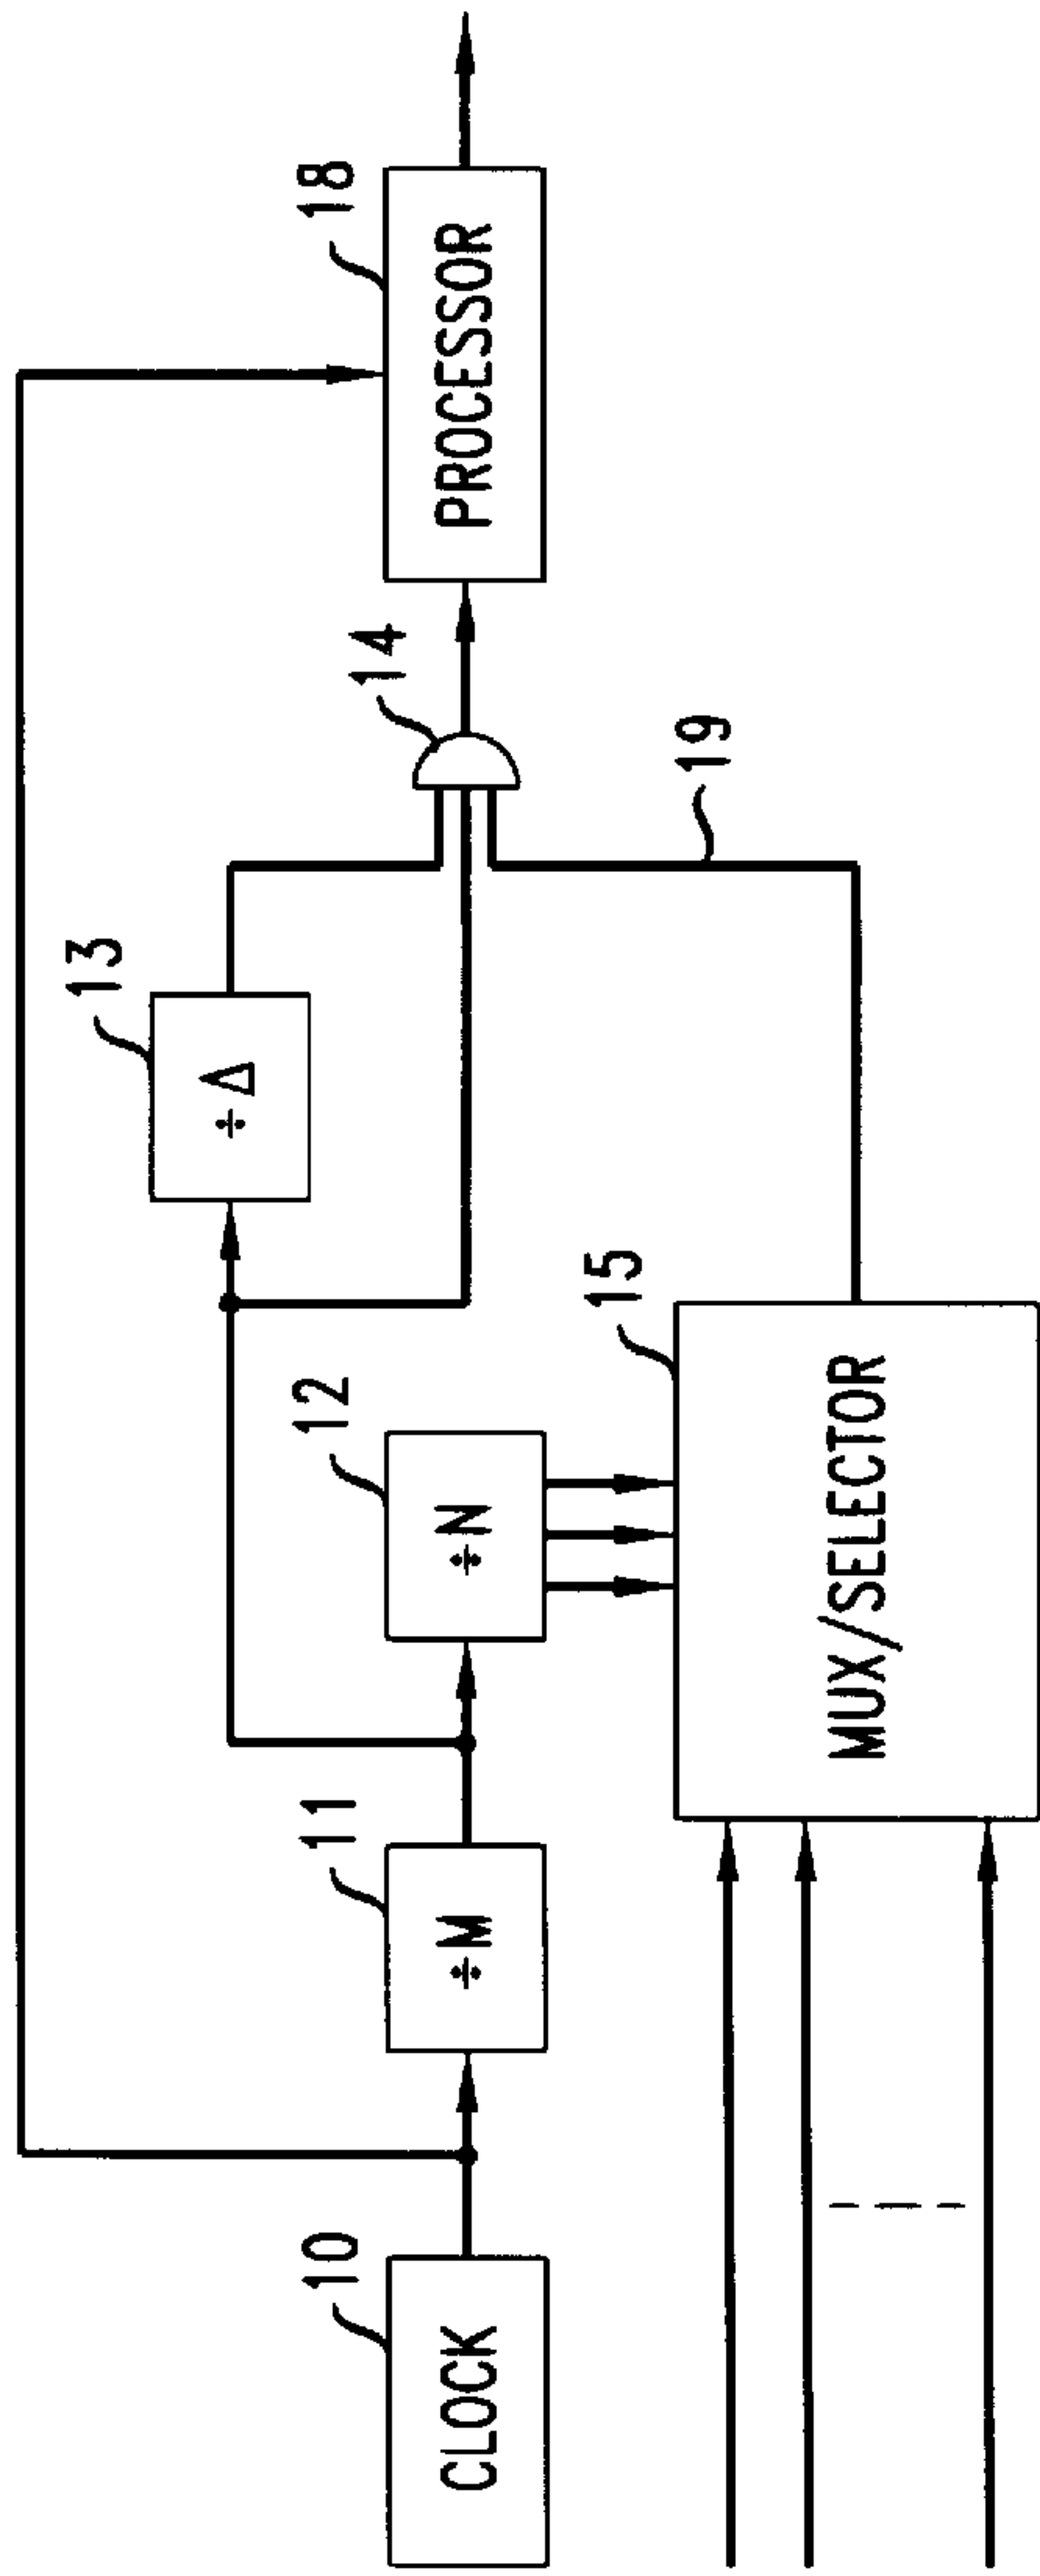 CLOCK
10
÷M
11
÷N
12
÷Δ
13
14
MUX/SELECTOR
15
19
PROCESSOR
18